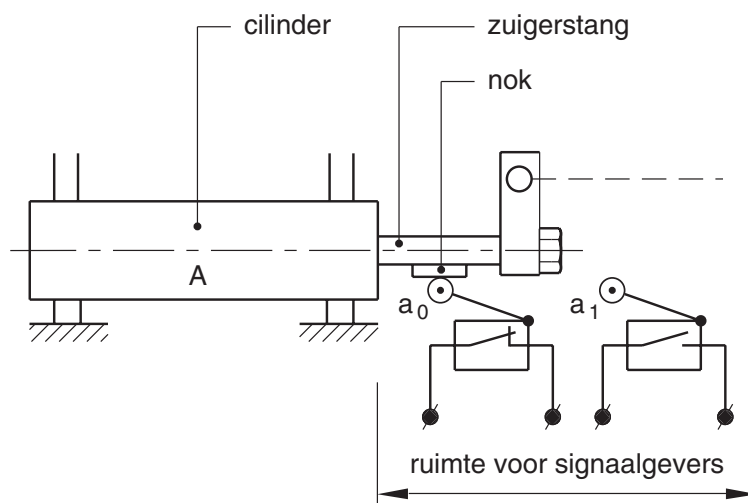 cilinder
zuigerstang
nok
A
a0
a1
ruimte voor signaalgevers